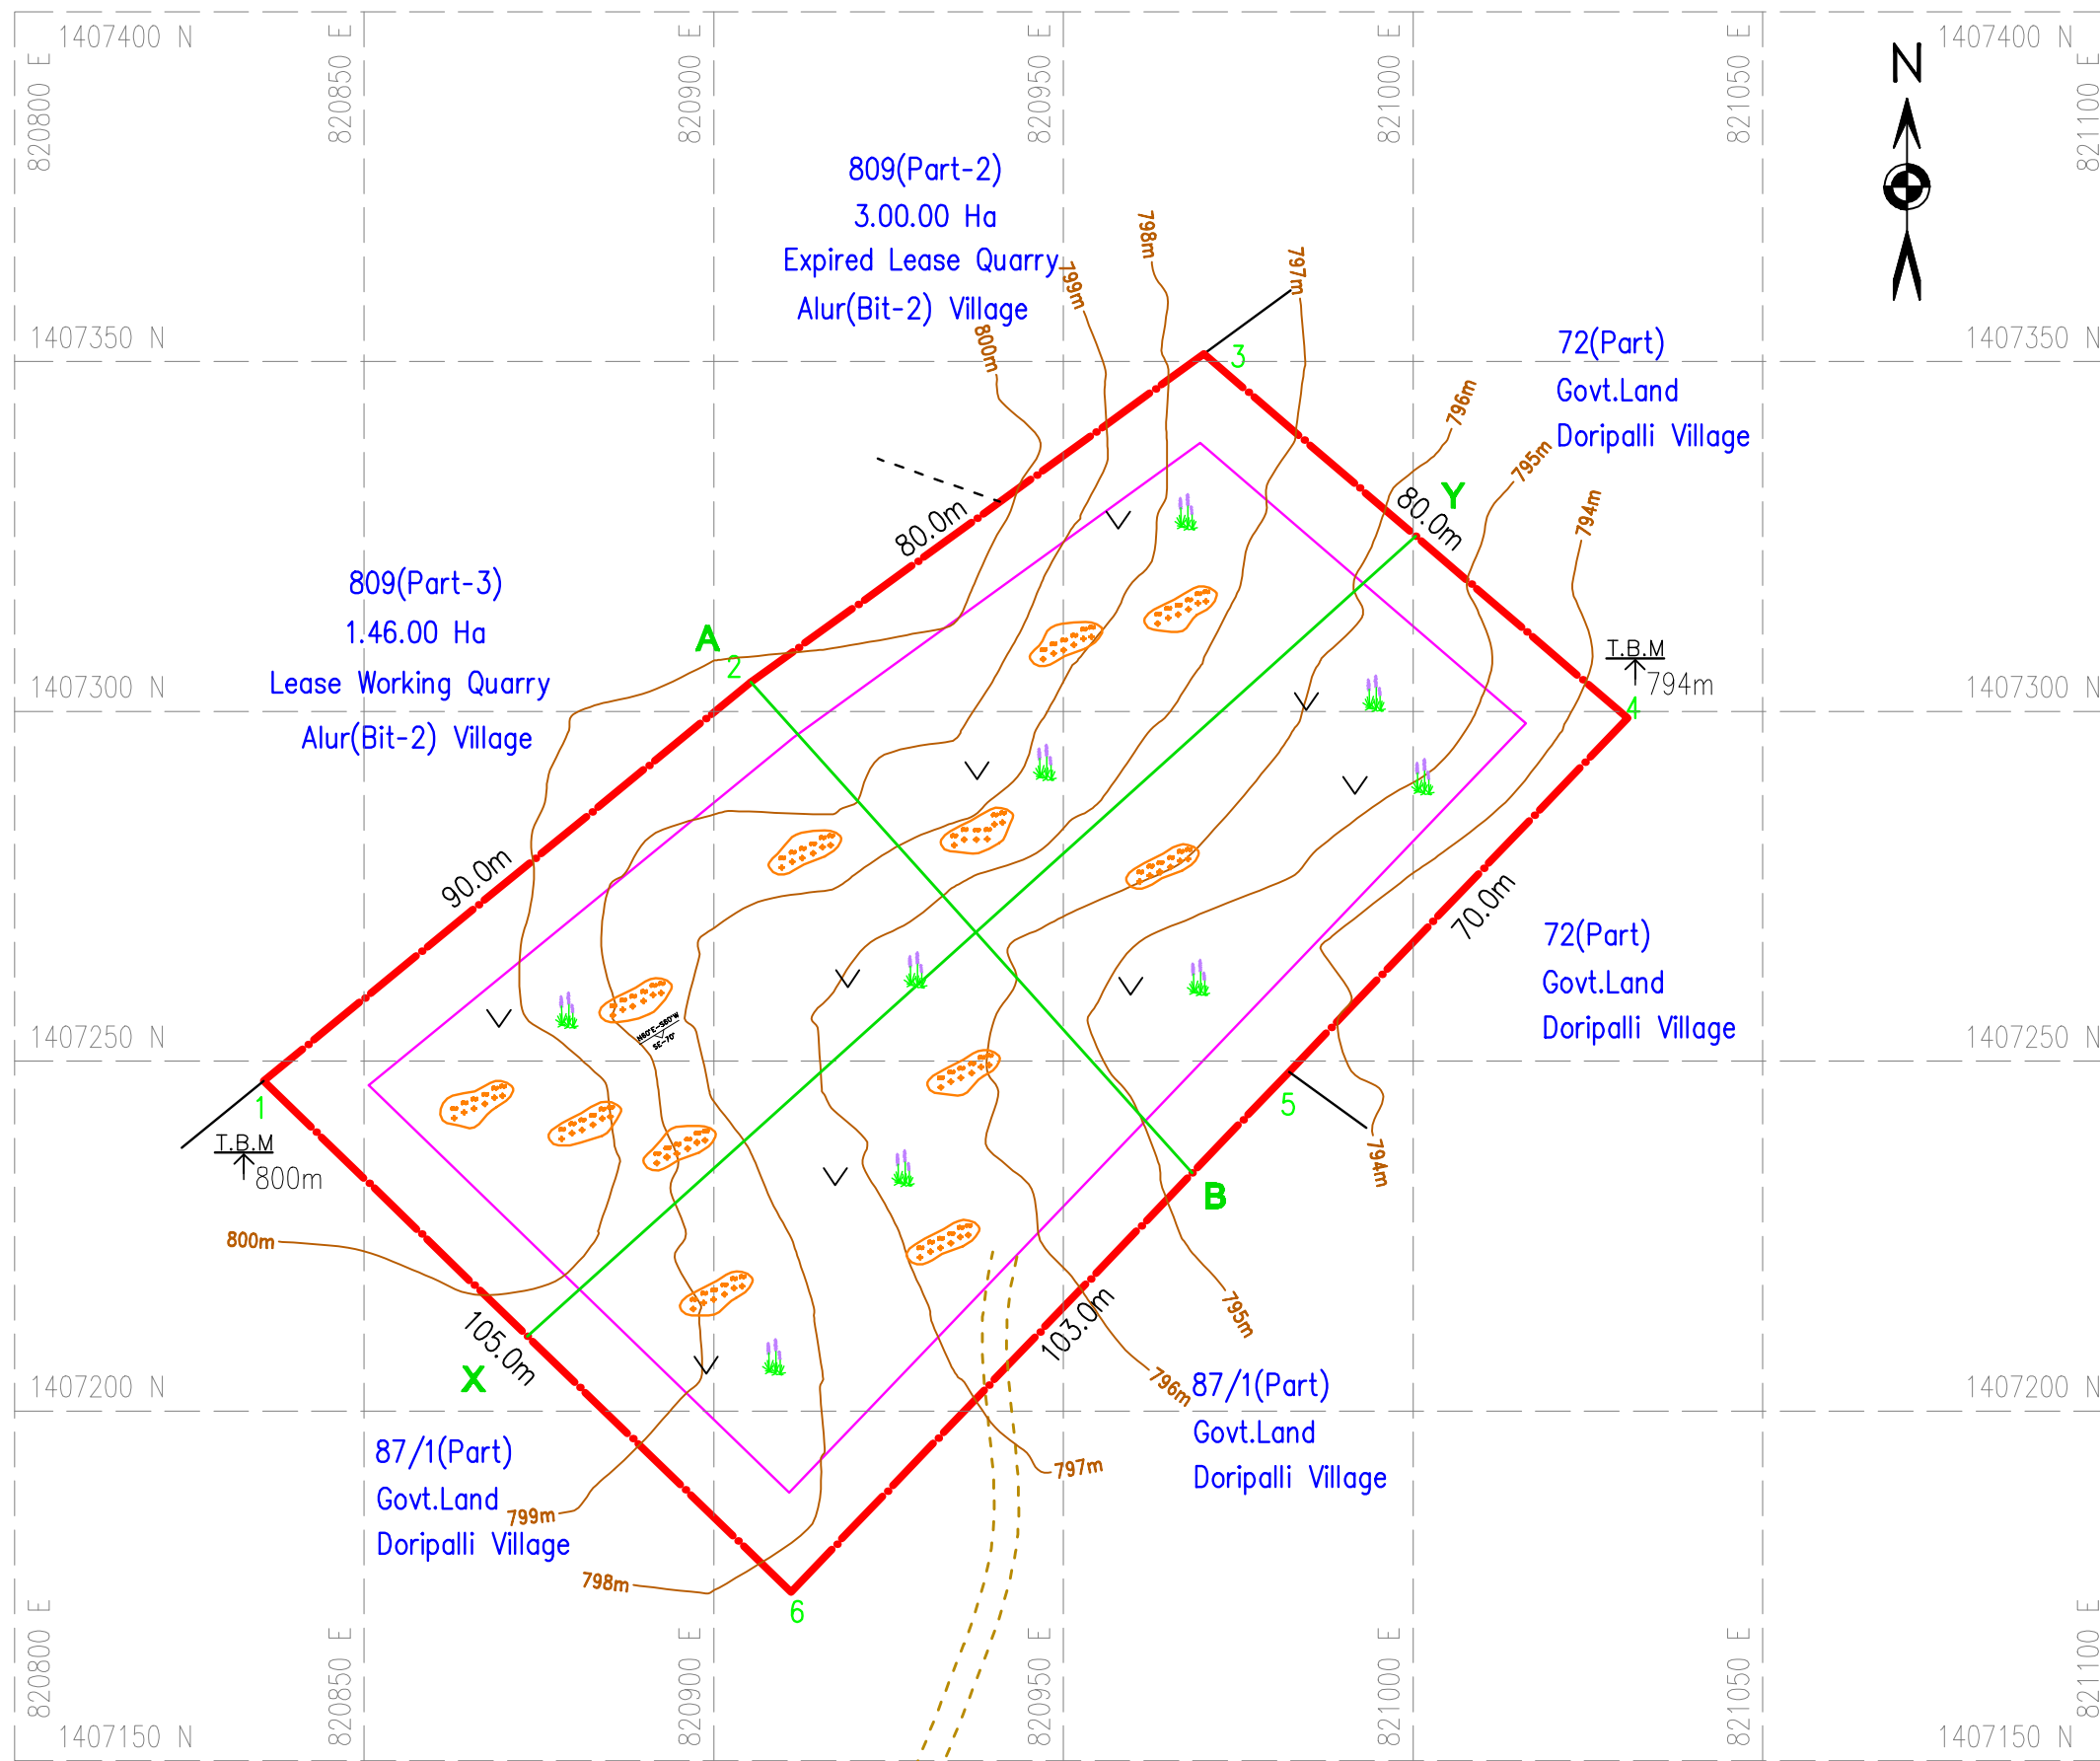 1407400 N
820800 E
820850 E
820900 E
820950 E
821000 E
821050 E
1407400 N
821100 E
N
809(Part-2)
3.00.00 Ha
Expired Lease Quarry
Alur(Bit-2) Village
798m
799m
797m
800m
1407350 N
3
72(Part)
Govt.Land
Doripalli Village
1407350 N
796m
795m
794m
Y
80.0m
80.0m
809(Part-3)
1.46.00 Ha
Lease Working Quarry
Alur(Bit-2) Village
A
2
T.B.M
794m
4
1407300 N
1407300 N
90.0m
70.0m
72(Part)
Govt.Land
Doripalli Village
N60°E-S60°W
SE-70°
1407250 N
1407250 N
1
5
T.B.M
800m
794m
B
800m
105.0m
103.0m
795m
X
796m
87/1(Part)
Govt.Land
Doripalli Village
1407200 N
1407200 N
87/1(Part)
Govt.Land
Doripalli Village
797m
799m
798m
6
820800 E
820850 E
820900 E
820950 E
821000 E
821050 E
821100 E
1407150 N
1407150 N